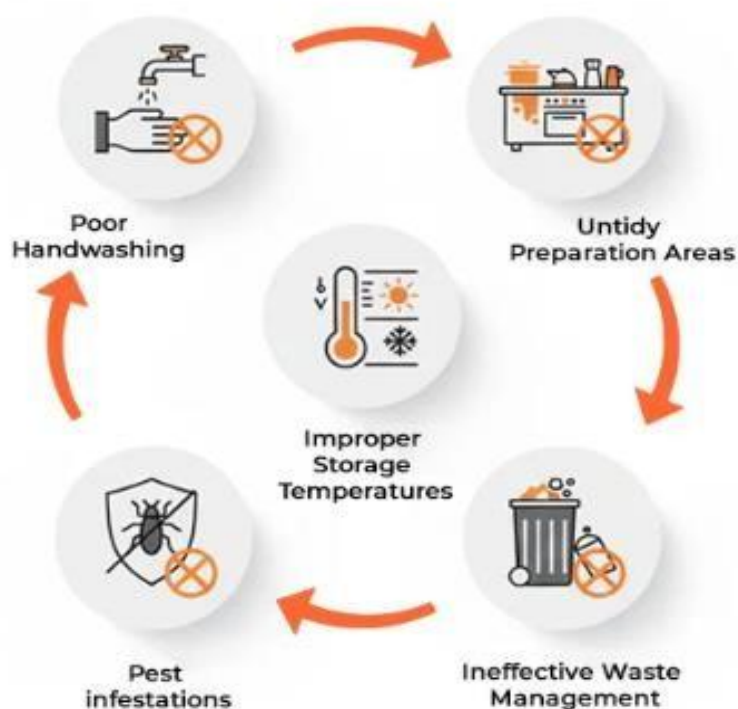 Poor
Handwashing
Untidy
Preparation Areas
Improper
Storage
Temperatures
Pest
infestations
Ineffective Waste
Management